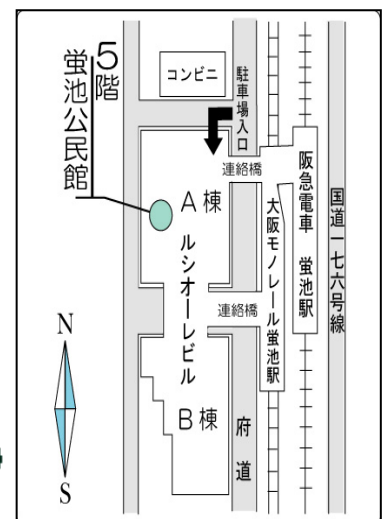 ５階
蛍池公民館
コンビニ
駐車場入口
連絡橋
A棟
ルシオーレビル
連絡橋
B棟
府道
大阪モノレール蛍池駅
阪急電車 蛍池駅
国道一七六号線
N
S